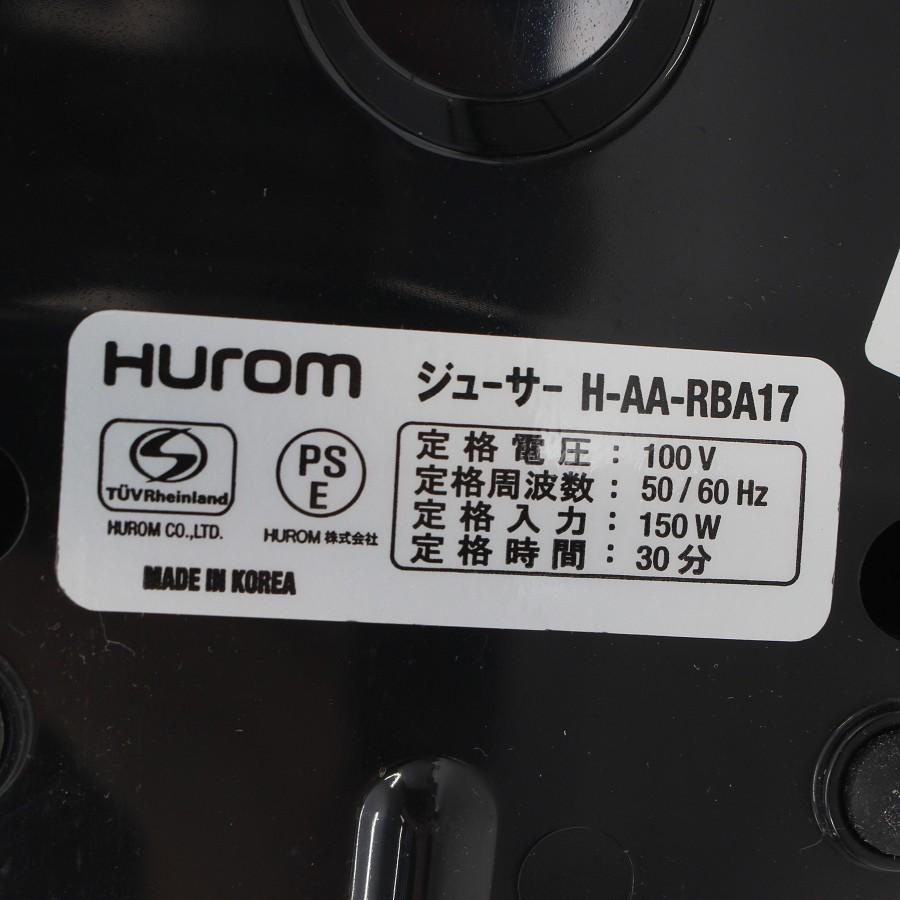 HUROM ジューサー H-AA-RBA17
TÜVRheinland
HUROM CO.,LTD.
PS
E
HUROM 株式会社
MADE IN KOREA
定格電圧 : 100 V
定格周波数 : 50 / 60 Hz
定格入力 : 150 W
定格時間 : 30 分